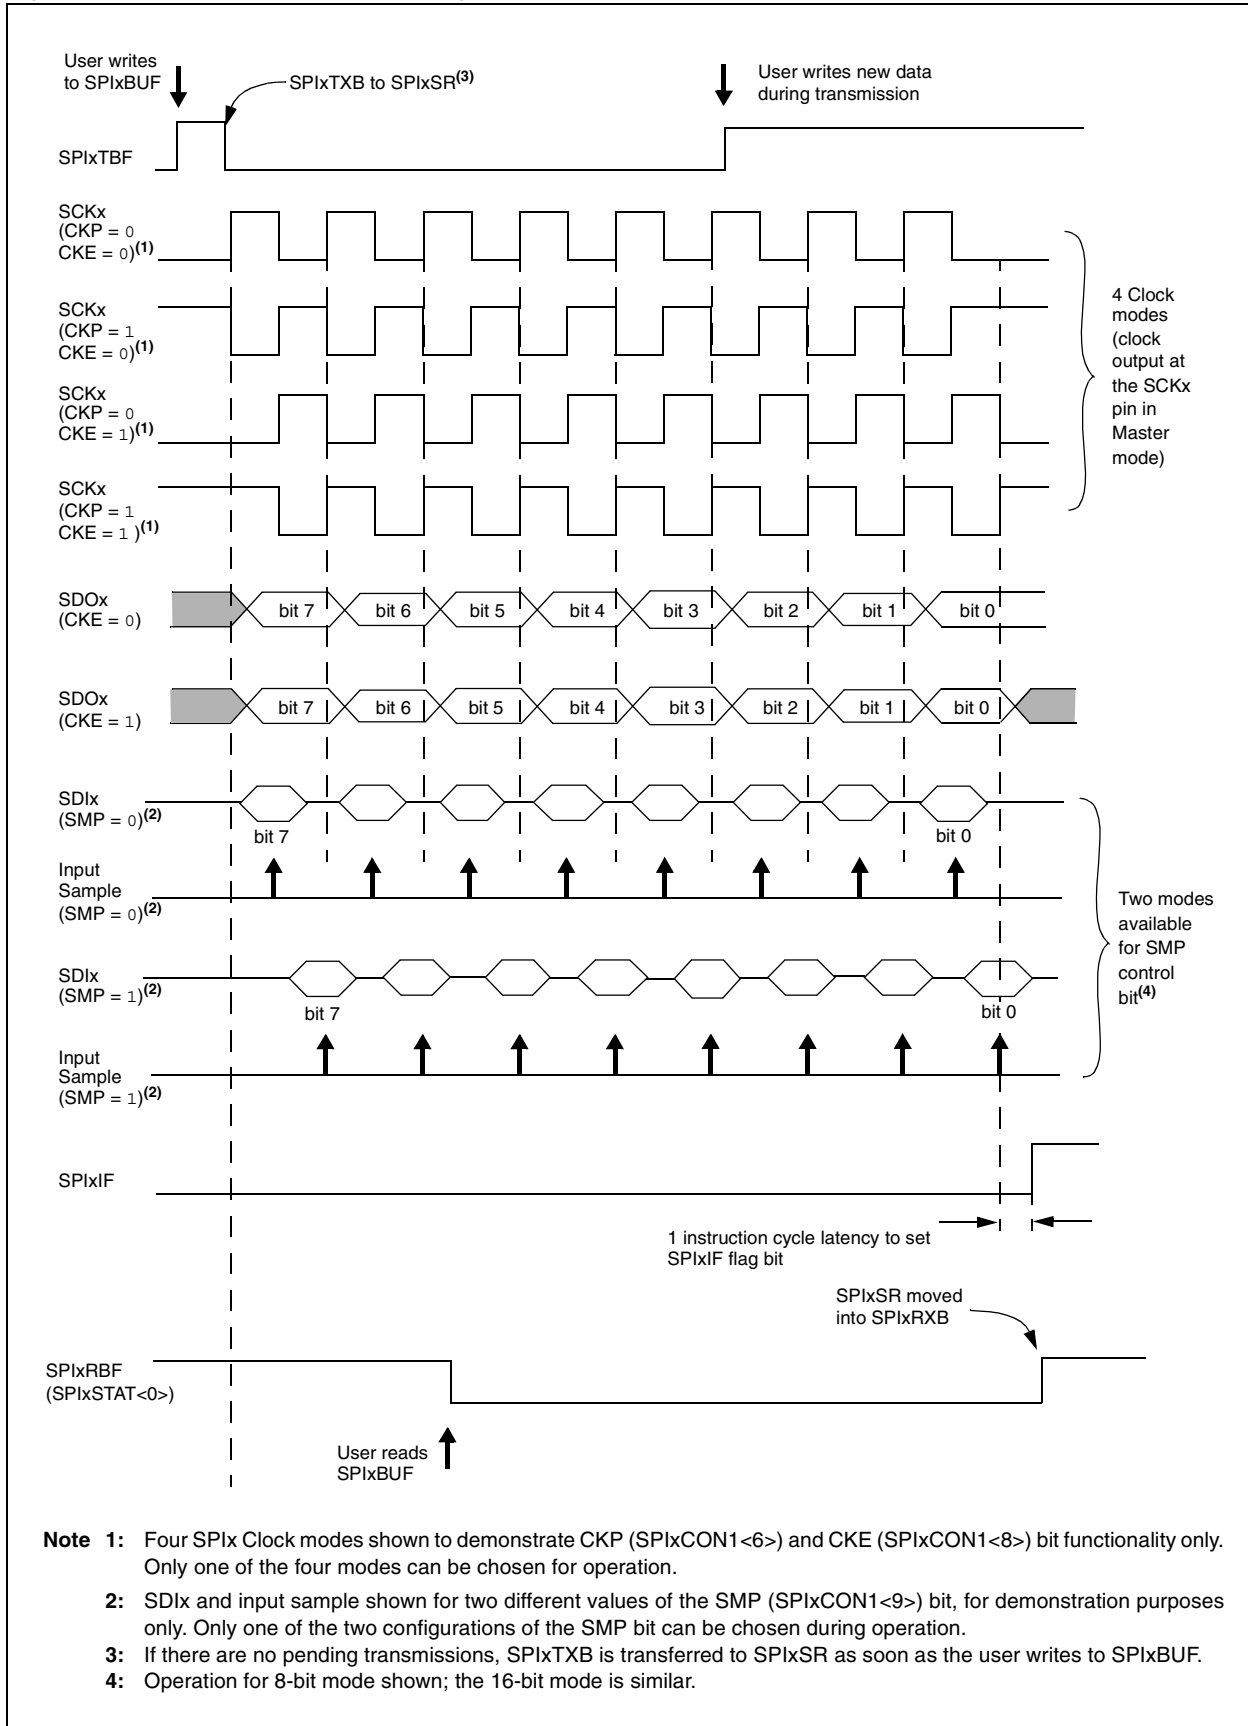 User writes
to SPIxBUF
SPIxTXB to SPIxSR(3)
User writes new data
during transmission
SPIxTBF
SCKx
(CKP = 0
CKE = 0)(1)
SCKx
(CKP = 1
CKE = 0)(1)
SCKx
(CKP = 0
CKE = 1)(1)
SCKx
(CKP = 1
CKE = 1 )(1)
4 Clock
modes
(clock
output at
the SCKx
pin in
Master
mode)
SDOx
(CKE = 0)
bit 7 bit 6 bit 5 bit 4 bit 3 bit 2 bit 1 bit 0
SDOx
(CKE = 1)
bit 7 bit 6 bit 5 bit 4 bit 3 bit 2 bit 1 bit 0
SDIx
(SMP = 0)(2)
bit 7 bit 0
Input
Sample
(SMP = 0)(2)
SDIx
(SMP = 1)(2)
bit 7 bit 0
Input
Sample
(SMP = 1)(2)
Two modes
available
for SMP
control
bit(4)
SPIxIF
1 instruction cycle latency to set
SPIxIF flag bit
SPIxSR moved
into SPIxRXB
SPIxRBF
(SPIxSTAT<0>)
User reads
SPIxBUF
Note 1: Four SPIx Clock modes shown to demonstrate CKP (SPIxCON1<6>) and CKE (SPIxCON1<8>) bit functionality only.
Only one of the four modes can be chosen for operation.
2: SDIx and input sample shown for two different values of the SMP (SPIxCON1<9>) bit, for demonstration purposes
only. Only one of the two configurations of the SMP bit can be chosen during operation.
3: If there are no pending transmissions, SPIxTXB is transferred to SPIxSR as soon as the user writes to SPIxBUF.
4: Operation for 8-bit mode shown; the 16-bit mode is similar.